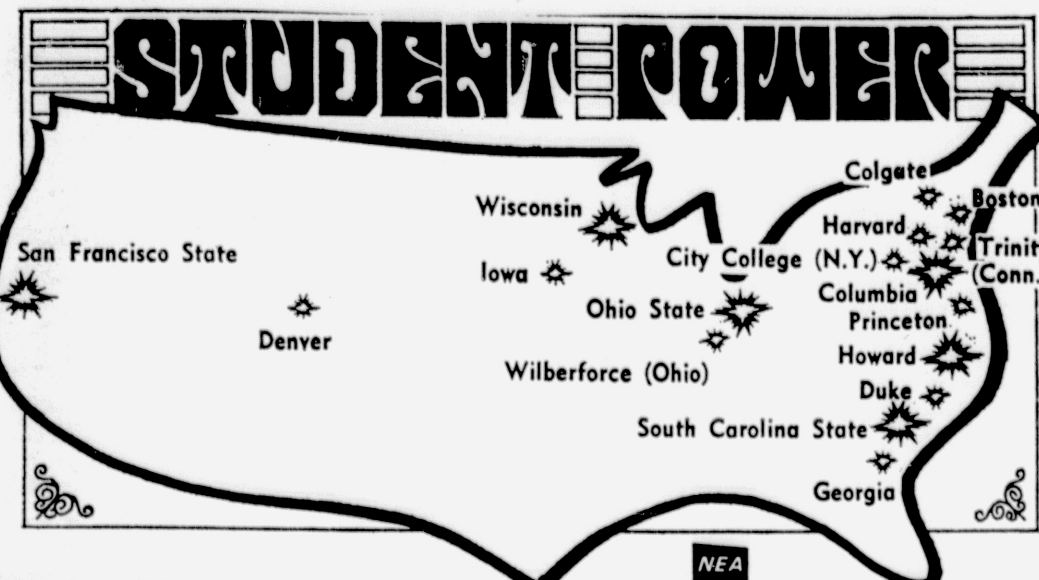 STUDENT POWER
Colgate
Boston
Wisconsin
Harvard
Trinit
(Conn.
San Francisco State
City College (N.Y.)
Iowa
Columbia
Ohio State
Princeton
Denver
Howard
Wilberforce (Ohio)
Duke
South Carolina State
Georgia
NEA